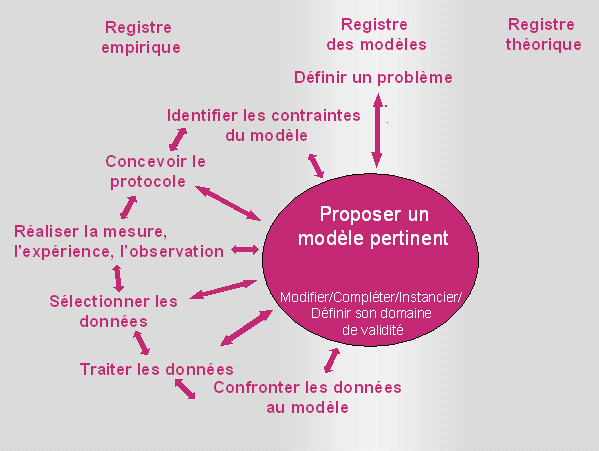 Registre
empirique
Registre
des modèles
Registre
théorique
Définir un problème
Identifier les contraintes
du modèle
Concevoir le
protocole
Réaliser la mesure,
l'expérience, l'observation
Sélectionner les
données
Traiter les données
Confronter les données
au modèle
Proposer un
modèle pertinent
Modifier/Compléter/Instancier/
Définir son domaine
de validité